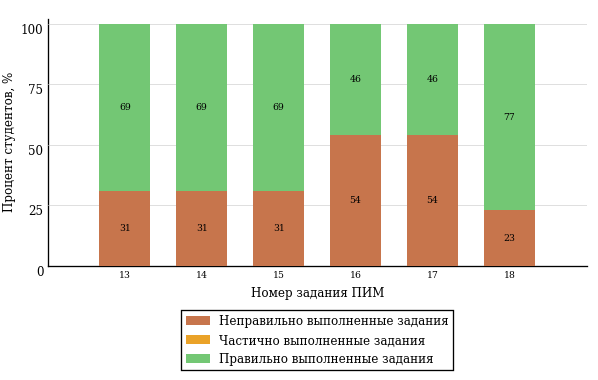 100
75
50
25
0
Процент студентов, %
69 69 69 46 46 77
31 31 31 54 54 23
13 14 15 16 17 18
Номер задания ПИМ
Неправильно выполненные задания
Частично выполненные задания
Правильно выполненные задания